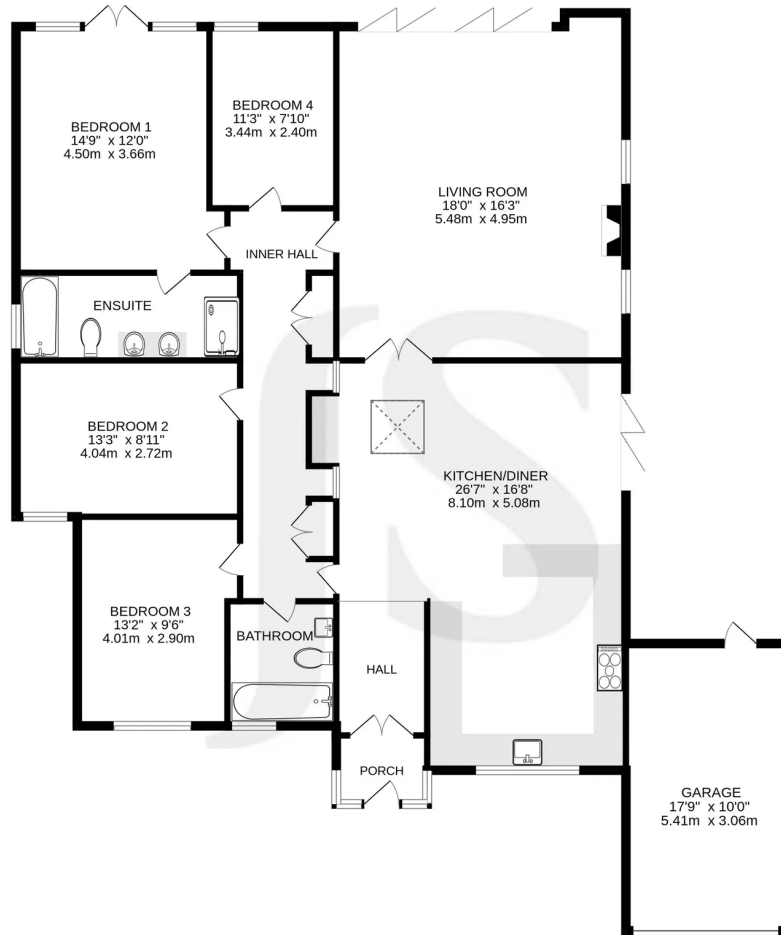 BEDROOM 1
14'9" x 12'0"
4.50m x 3.66m
BEDROOM 4
11'3" x 7'10"
3.44m x 2.40m
LIVING ROOM
18'0" x 16'3"
5.48m x 4.95m
INNER HALL
ENSUITE
BEDROOM 2
13'3" x 8'11"
4.04m x 2.72m
KITCHEN/DINER
26'7" x 16'8"
8.10m x 5.08m
BEDROOM 3
13'2" x 9'6"
4.01m x 2.90m
BATHROOM
HALL
PORCH
GARAGE
17'9" x 10'0"
5.41m x 3.06m
JS